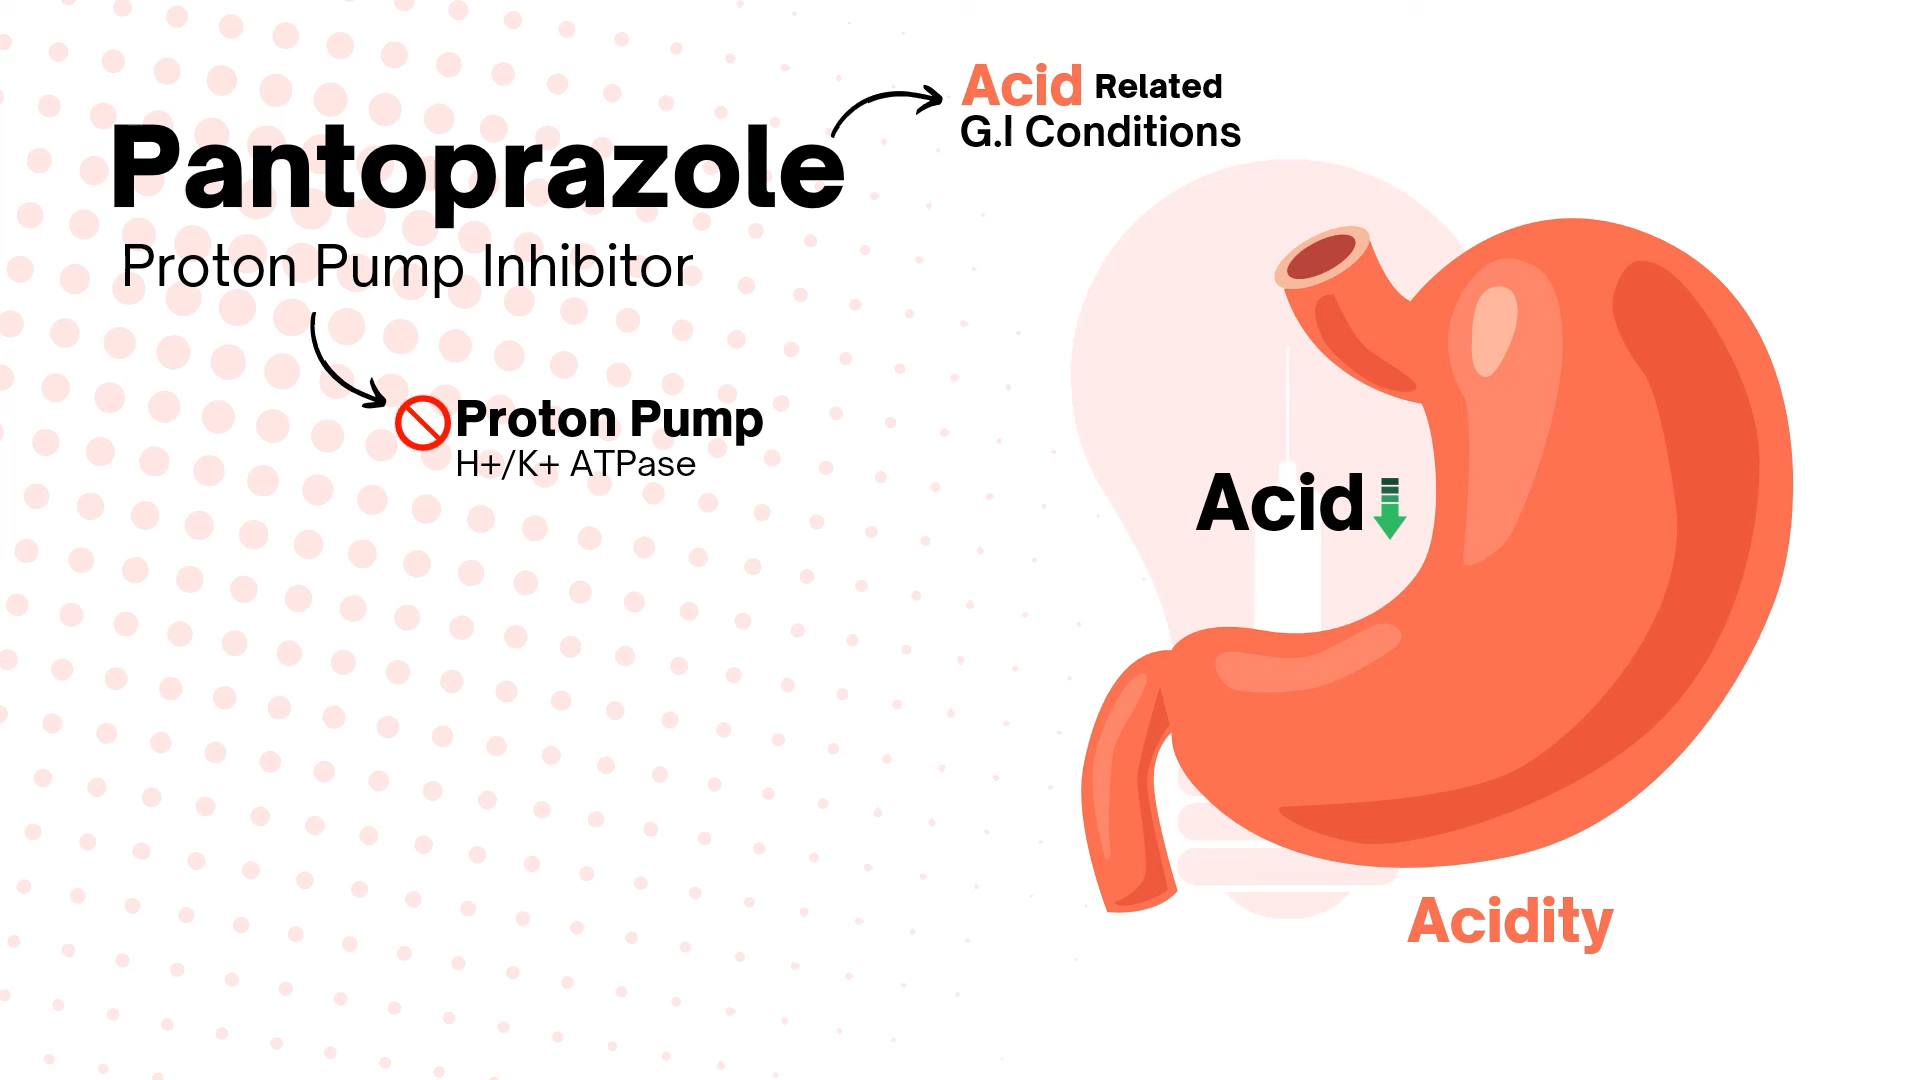 Acid Related
G.I Conditions
Pantoprazole
Proton Pump Inhibitor
Proton Pump
H+/K+ ATPase
Acid
Acidity